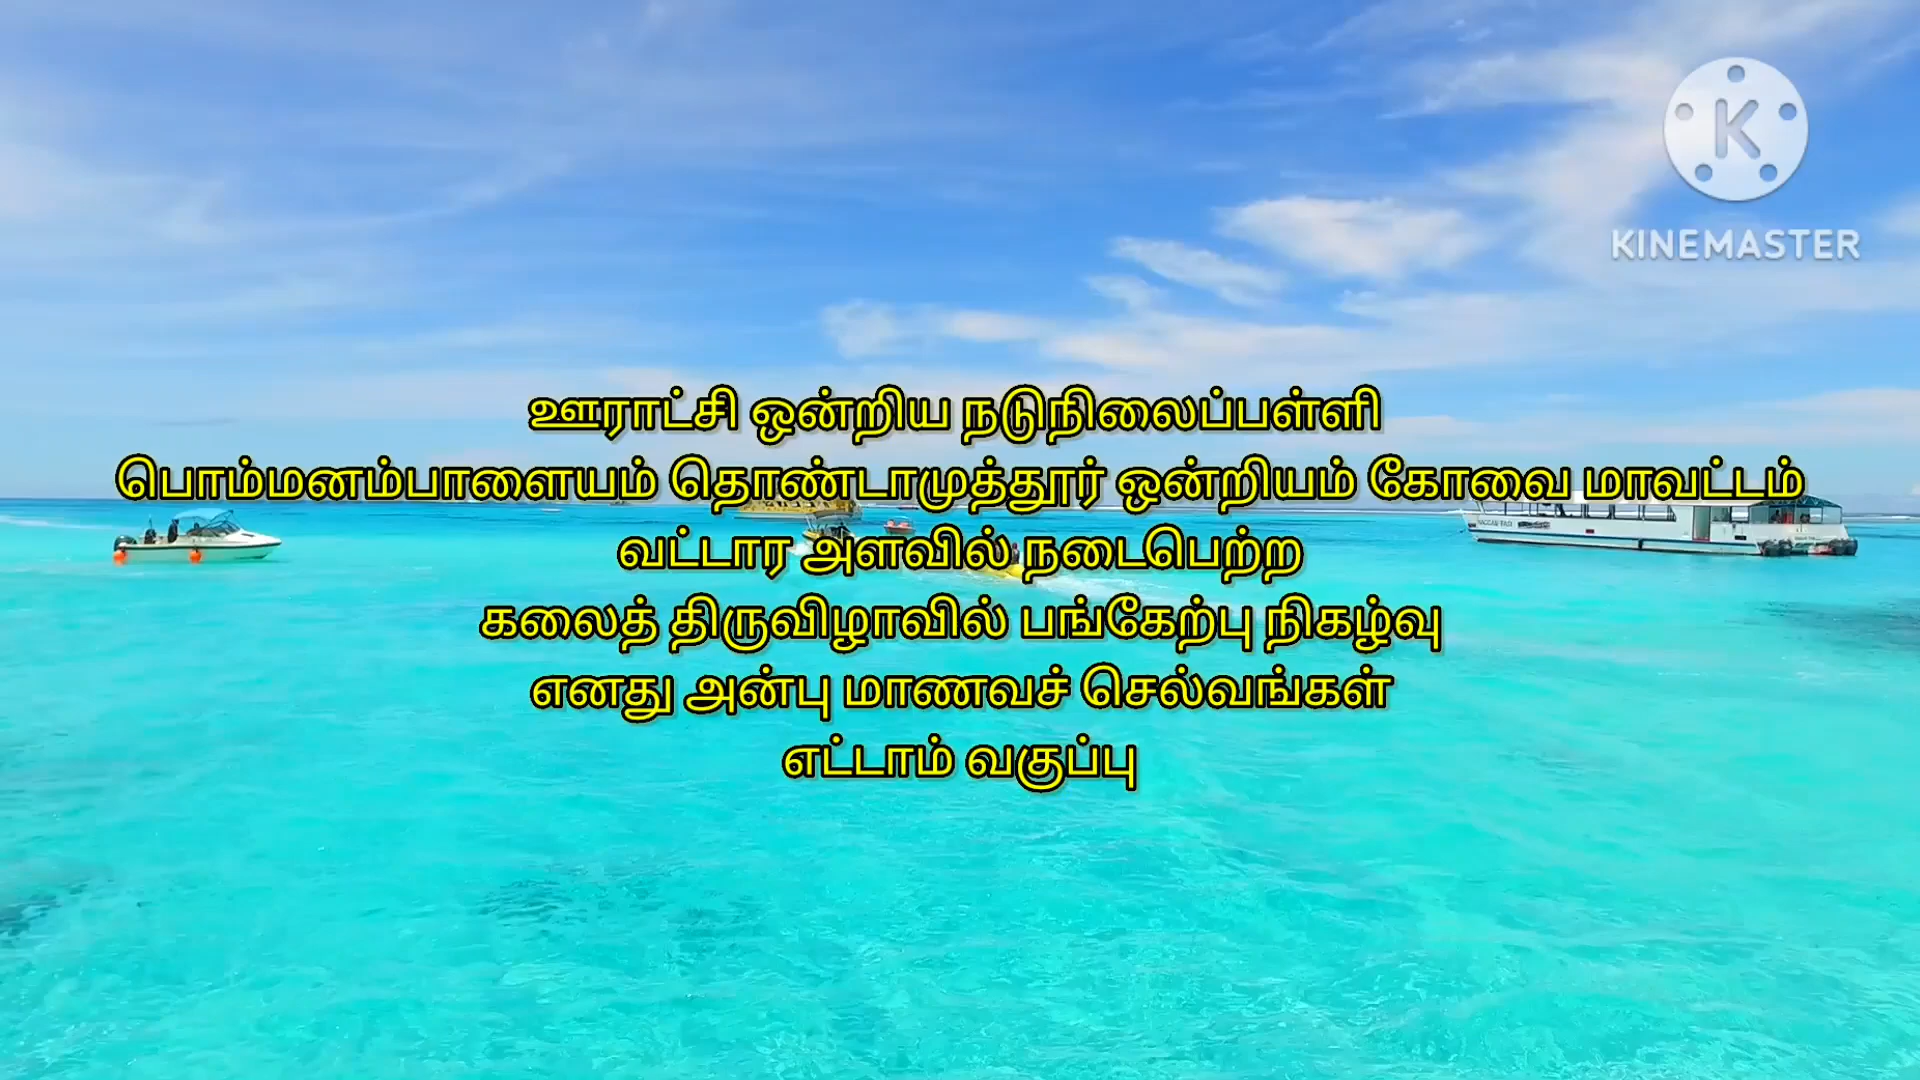 KINEMASTER
ஊராட்சி ஒன்றிய நடுநிலைப்பள்ளி
பொம்மனம்பாளையம் தொண்டாமுத்தூர் ஒன்றியம் கோவை மாவட்டம்
வட்டார அளவில் நடைபெற்ற
கலைத் திருவிழாவில் பங்கேற்பு நிகழ்வு
எனது அன்பு மாணவச் செல்வங்கள்
எட்டாம் வகுப்பு